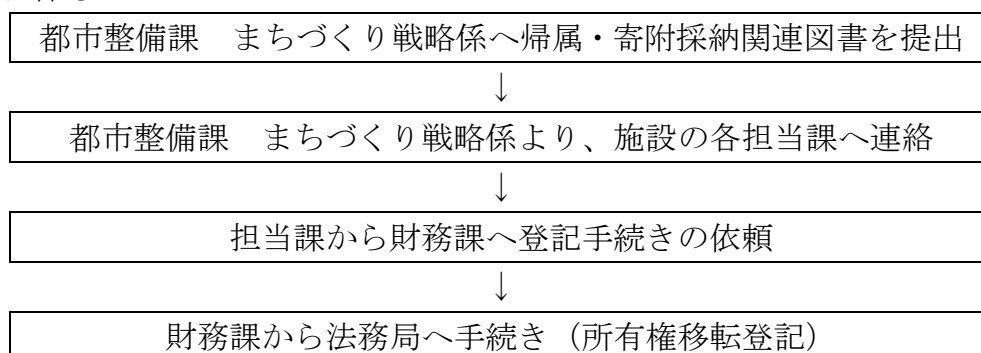 都市整備課　まちづくり戦略係へ帰属・寄附採納関連図書を提出
↓
都市整備課　まちづくり戦略係より、施設の各担当課へ連絡
↓
担当課から財務課へ登記手続きの依頼
↓
財務課から法務局へ手続き（所有権移転登記）